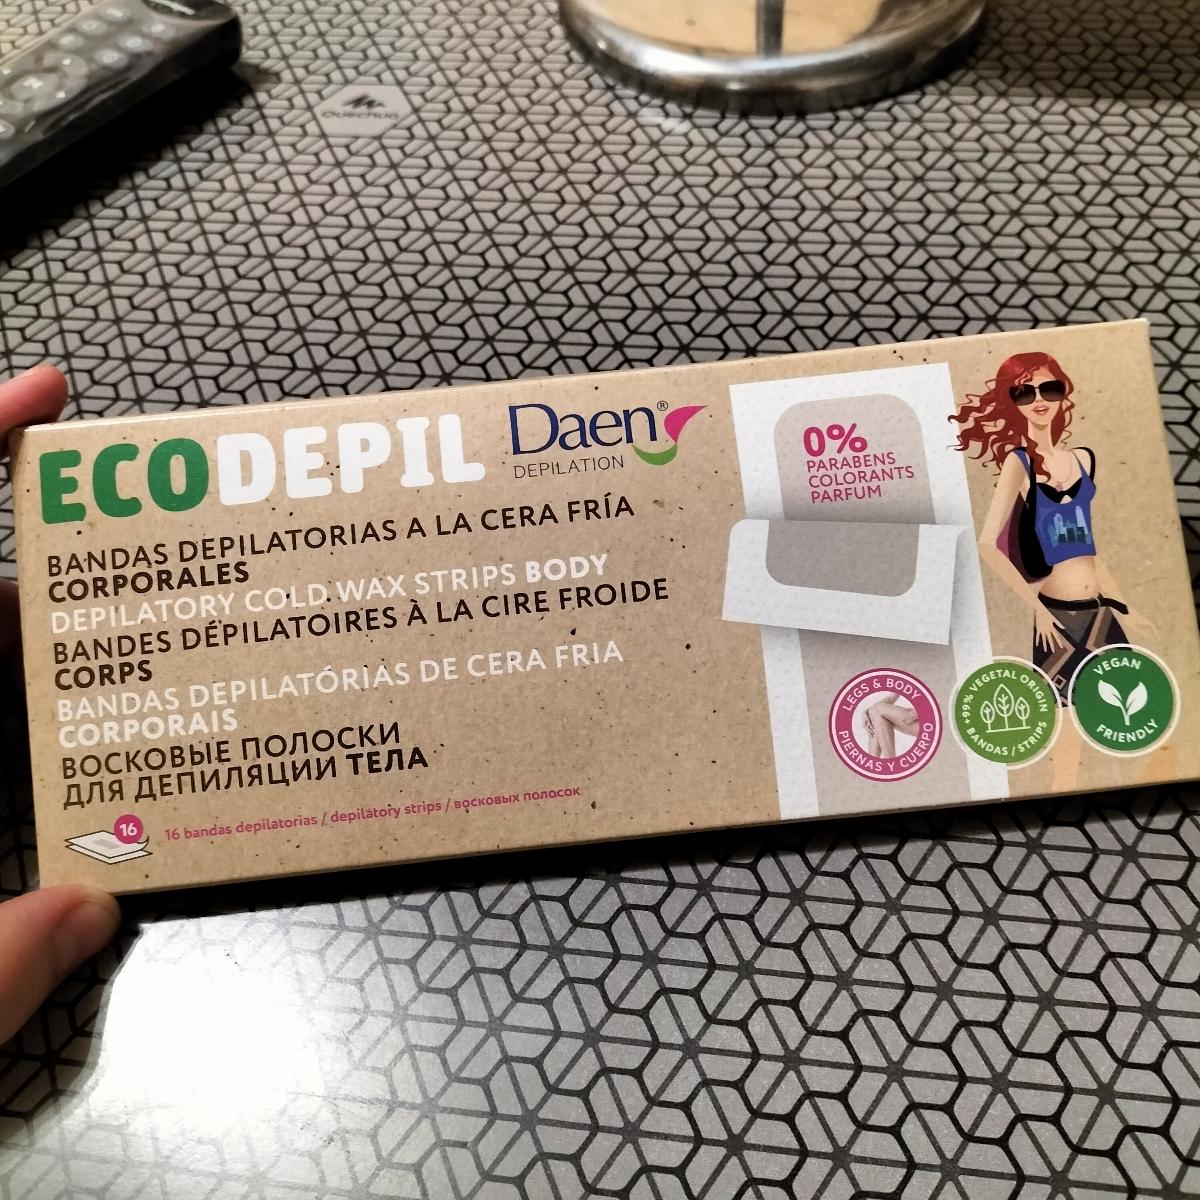 Quechua
ECODEPIL
Daen®
DEPILATION
BANDAS DEPILATORIAS A LA CERA FRÍA
CORPORALES
DEPILATORY COLD WAX STRIPS BODY
BANDES DÉPILATOIRES À LA CIRE FROIDE
CORPS
BANDAS DEPILATÓRIAS DE CERA FRIA
CORPORAIS
ВОСКОВЫЕ ПОЛОСКИ
ДЛЯ ДЕПИЛЯЦИИ ТЕЛА
16
16 bandas depilatorias / depilatory strips / восковых полосок
0%
PARABENS
COLORANTS
PARFUM
LEGS & BODY
PIERNAS Y CUERPO
+99% VEGETAL ORIGIN
BANDAS / STRIPS
VEGAN
FRIENDLY